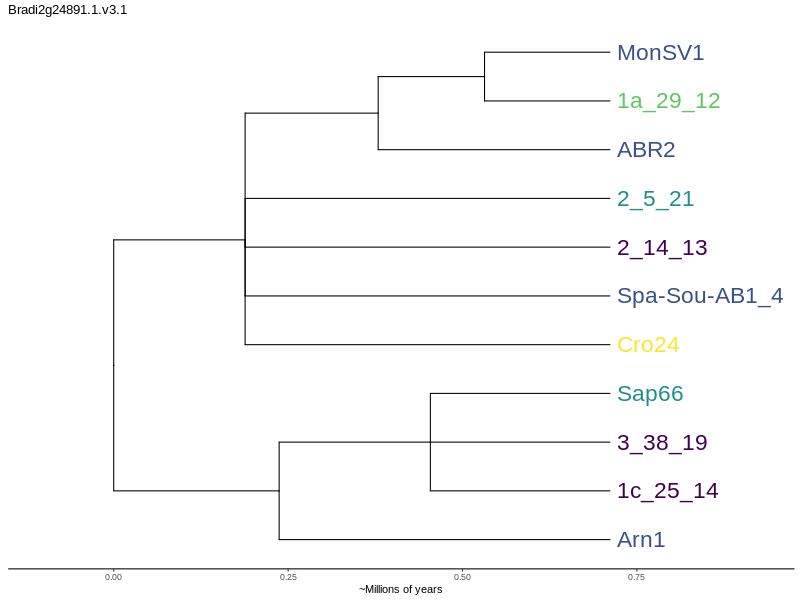 Bradi2g24891.1.v3.1
MonSV1
1a_29_12
ABR2
2_5_21
2_14_13
Spa-Sou-AB1_4
Cro24
Sap66
3_38_19
1c_25_14
Arn1
0.00 0.25 0.50 0.75
~Millions of years